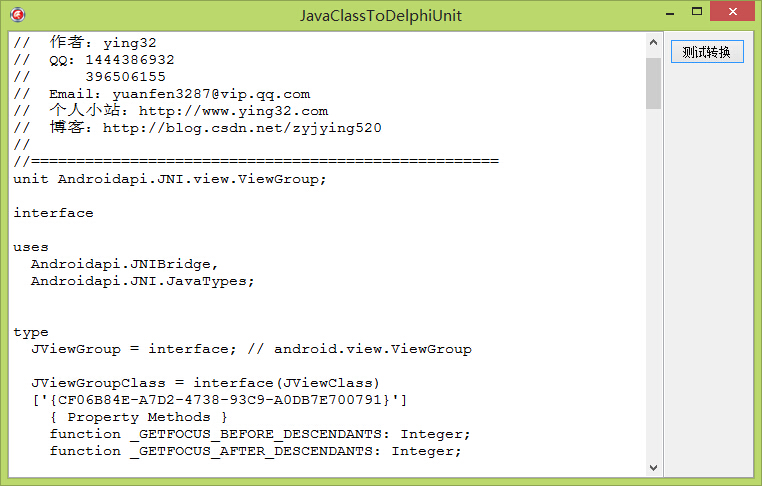 JavaClassToDelphiUnit
//  作者：ying32
//  QQ：1444386932
//      396506155
//  Email：yuanfen3287@vip.qq.com
//  个人小站：http://www.ying32.com
//  博客：http://blog.csdn.net/zyjying520
//
//====================================================
unit Androidapi.JNI.view.ViewGroup;
interface
uses
  Androidapi.JNIBridge,
  Androidapi.JNI.JavaTypes;
type
  JViewGroup = interface; // android.view.ViewGroup
  JViewGroupClass = interface(JViewClass)
  ['{CF06B84E-A7D2-4738-93C9-A0DB7E700791}']
    { Property Methods }
    function _GETFOCUS_BEFORE_DESCENDANTS: Integer;
    function _GETFOCUS_AFTER_DESCENDANTS: Integer;
测试转换